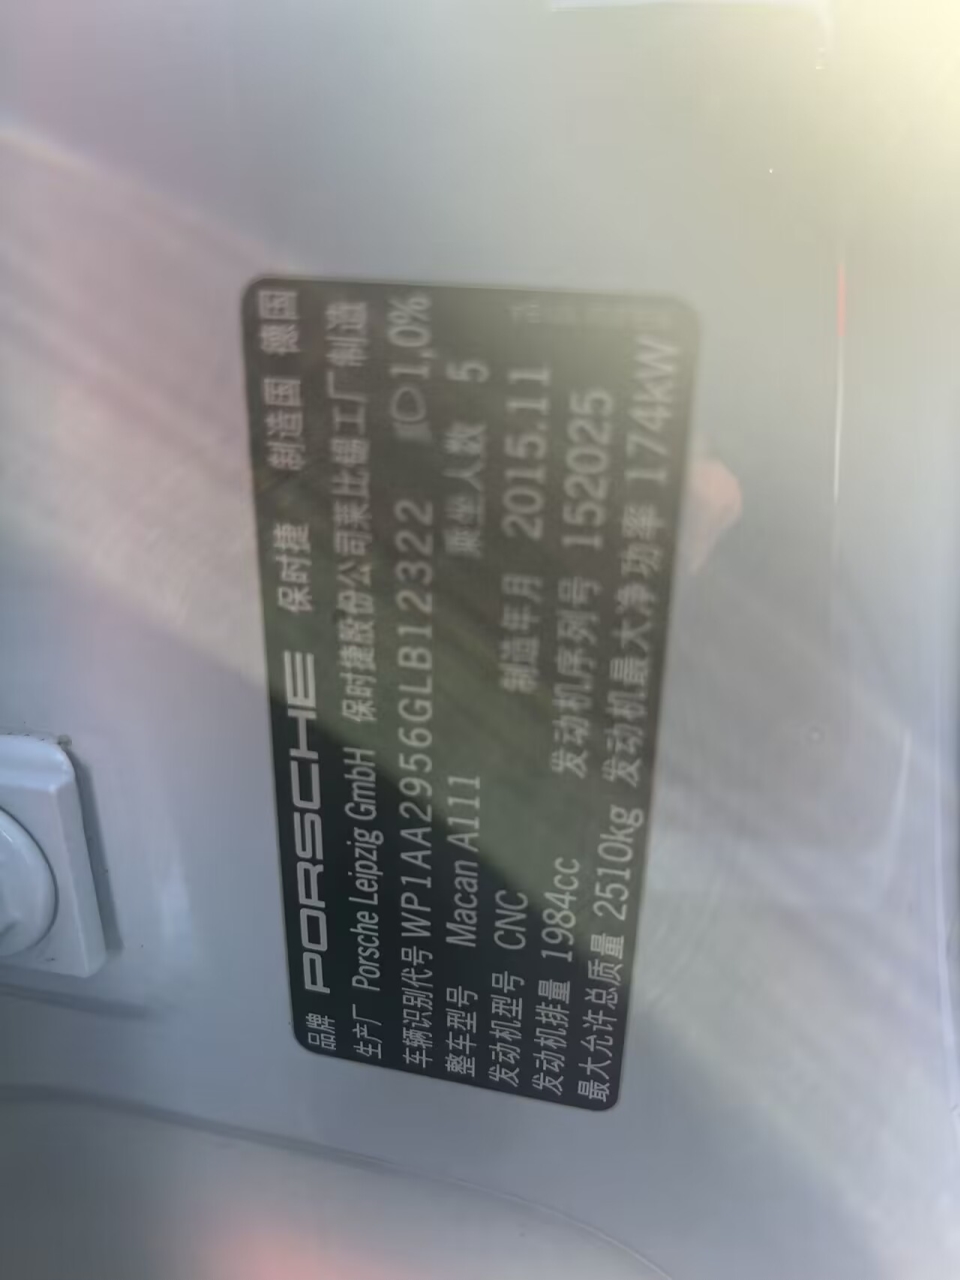 品牌 PORSCHE 保时捷 制造国 德国
生产厂 Porsche Leipzig GmbH 保时捷股份公司莱比锡工厂制造
车辆识别代号 WP1AA2956GLB12322 1,0%
整车型号 Macan A111 乘坐人数 5
发动机型号 CNC 制造年月 2015.11
发动机排量 1984cc 发动机序列号 152025
最大允许总质量 2510kg 发动机最大净功率 174kW